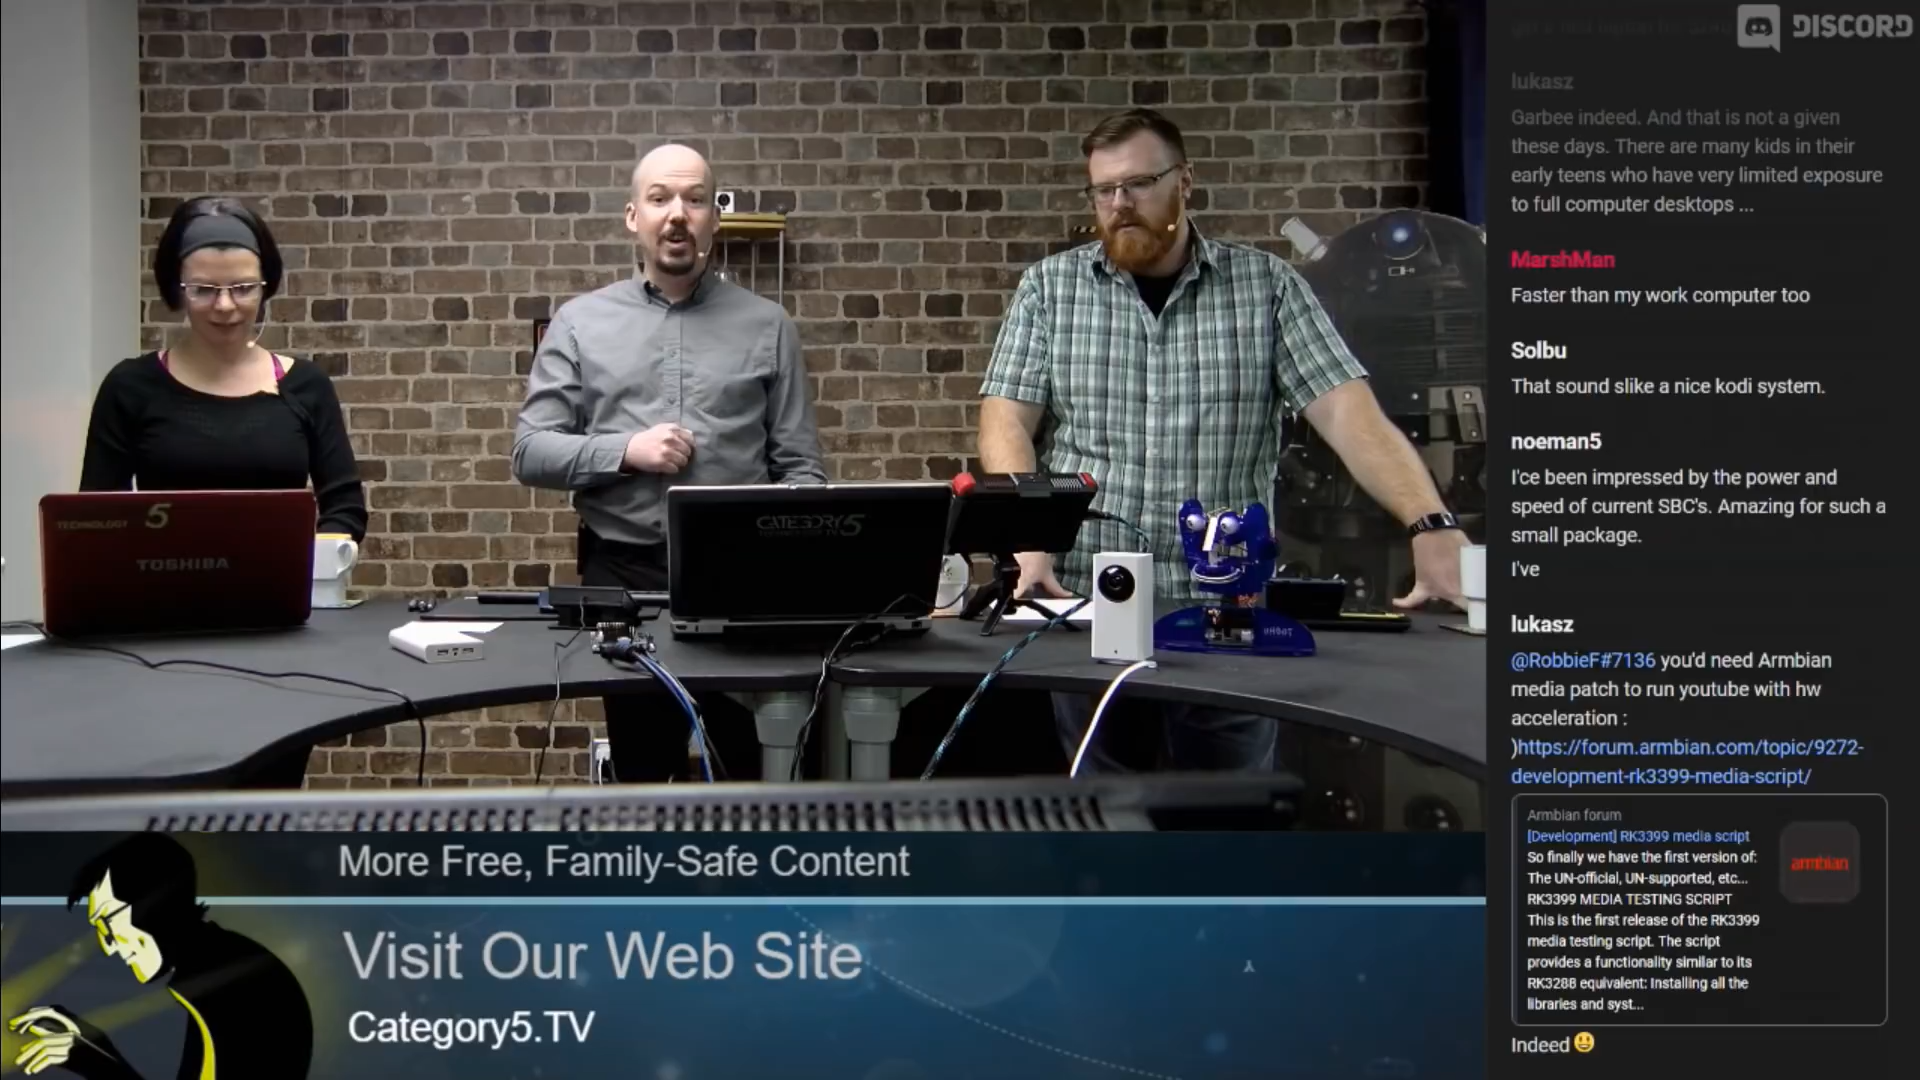 TECHNOLOGY 5
TOSHIBA
CATEGORY5
TECHNOLOGY TV
More Free, Family-Safe Content
Visit Our Web Site
Category5.TV
DISCORD
lukasz
Garbee indeed. And that is not a given
these days. There are many kids in their
early teens who have very limited exposure
to full computer desktops ...
MarshMan
Faster than my work computer too
Solbu
That sound slike a nice kodi system.
noeman5
I'ce been impressed by the power and
speed of current SBC's. Amazing for such a
small package.
I've
lukasz
@RobbieF#7136 you'd need Armbian
media patch to run youtube with hw
acceleration :
)https://forum.armbian.com/topic/9272-
development-rk3399-media-script/
Armbian forum
[Development] RK3399 media script
So finally we have the first version of:
The UN-official, UN-supported, etc...
RK3399 MEDIA TESTING SCRIPT
This is the first release of the RK3399
media testing script. The script
provides a functionality similar to its
RK3288 equivalent: Installing all the
libraries and syst...
armbian
Indeed 😃